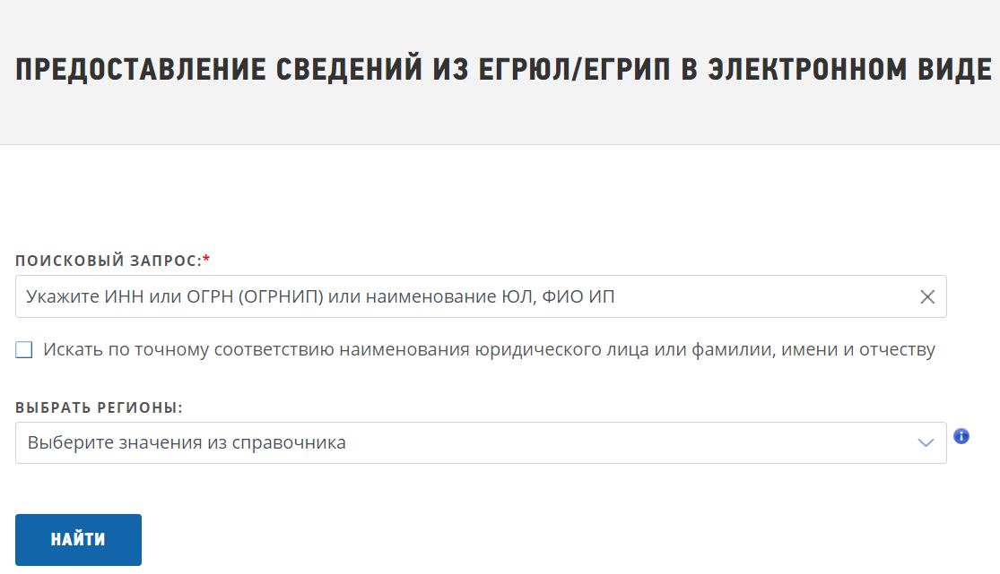 ПРЕДОСТАВЛЕНИЕ СВЕДЕНИЙ ИЗ ЕГРЮЛ/ЕГРИП В ЭЛЕКТРОННОМ ВИДЕ
ПОИСКОВЫЙ ЗАПРОС:*
Укажите ИНН или ОГРН (ОГРНИП) или наименование ЮЛ, ФИО ИП
Искать по точному соответствию наименования юридического лица или фамилии, имени и отчеству
ВЫБРАТЬ РЕГИОНЫ:
Выберите значения из справочника
НАЙТИ